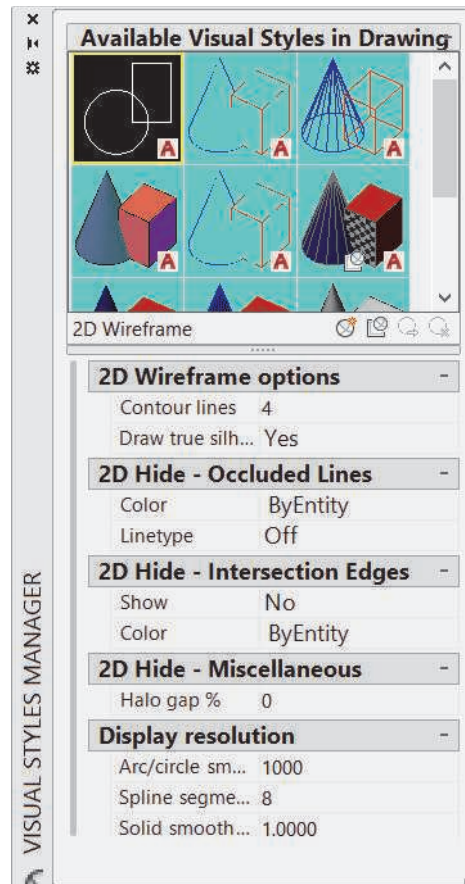 Available Visual Styles in Drawing
A A A
A A A
2D Wireframe
2D Wireframe options
Contour lines 4
Draw true silh... Yes
2D Hide - Occluded Lines
Color ByEntity
Linetype Off
2D Hide - Intersection Edges
Show No
Color ByEntity
2D Hide - Miscellaneous
Halo gap % 0
Display resolution
Arc/circle sm... 1000
Spline segme... 8
Solid smooth... 1.0000
VISUAL STYLES MANAGER